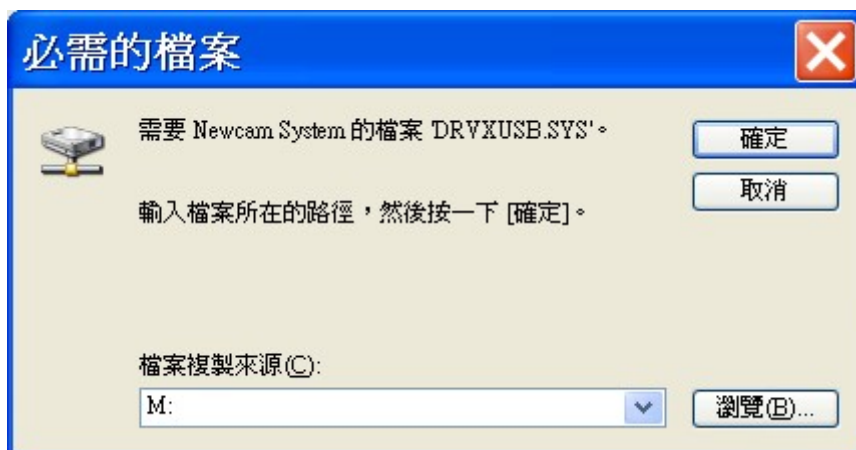 必需的檔案
需要 Newcam System 的檔案 'DRVXUSB.SYS'。
確定
取消
輸入檔案所在的路徑，然後按一下 [確定]。
檔案複製來源(C):
M:
瀏覽(B)...